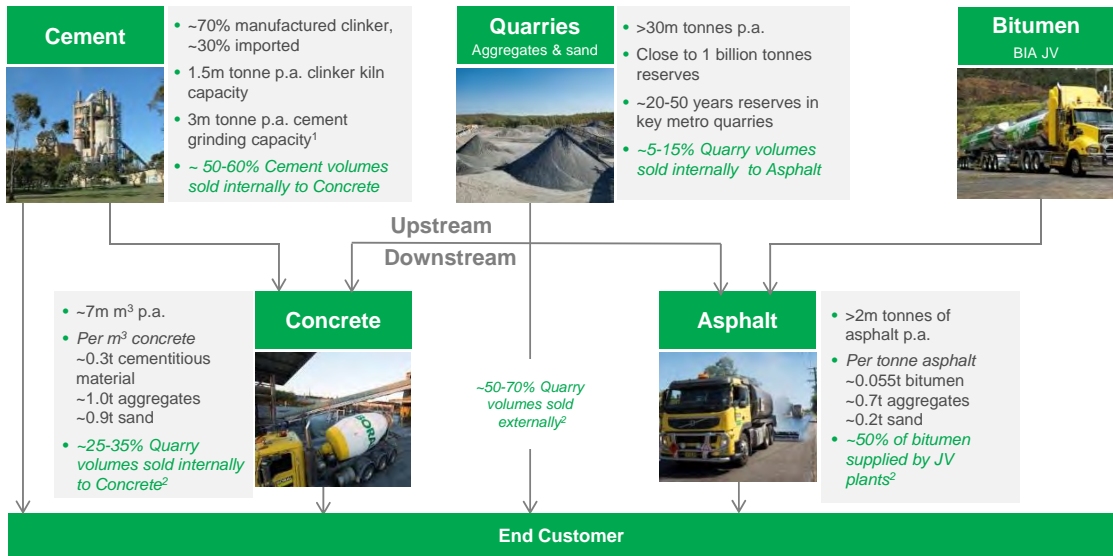 Cement
• ~70% manufactured clinker,
~30% imported
• 1.5m tonne p.a. clinker kiln
capacity
• 3m tonne p.a. cement
grinding capacity¹
• ~ 50-60% Cement volumes
sold internally to Concrete
Quarries
Aggregates & sand
• >30m tonnes p.a.
• Close to 1 billion tonnes
reserves
• ~20-50 years reserves in
key metro quarries
• ~5-15% Quarry volumes
sold internally to Asphalt
Bitumen
BIA JV
Upstream
Downstream
• ~7m m³ p.a.
• Per m³ concrete
~0.3t cementitious
material
~1.0t aggregates
~0.9t sand
• ~25-35% Quarry
volumes sold internally
to Concrete²
Concrete
BORAL
~50-70% Quarry
volumes sold
externally²
Asphalt
• >2m tonnes of
asphalt p.a.
• Per tonne asphalt
~0.055t bitumen
~0.7t aggregates
~0.2t sand
• ~50% of bitumen
supplied by JV
plants²
End Customer